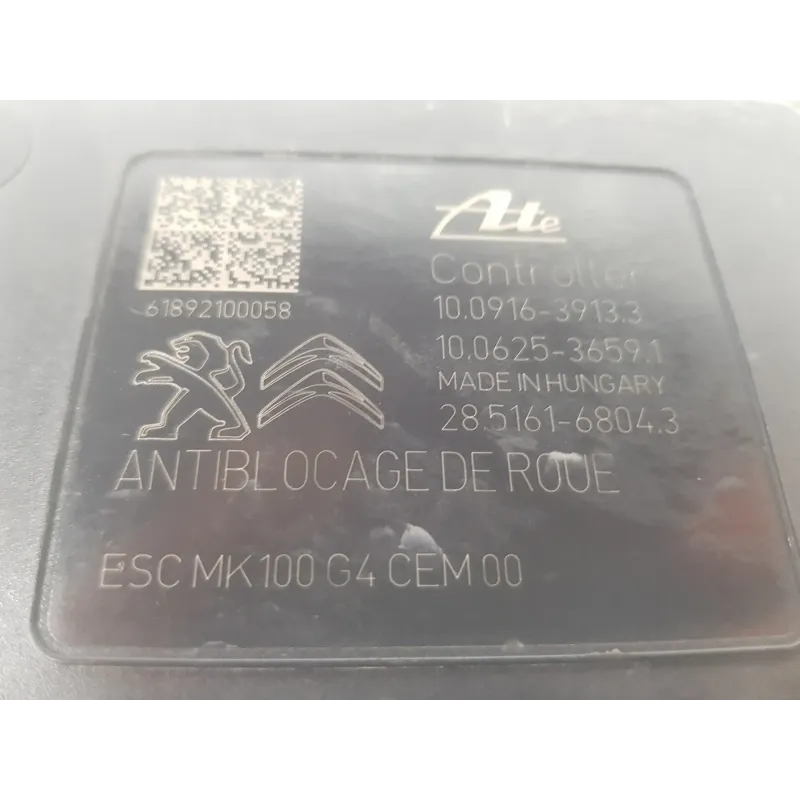 Ate
Controller
61892100058
10.0916-3913.3
10.0625-3659.1
MADE IN HUNGARY
28.5161-6804.3
ANTIBLOCAGE DE ROUE
ESC MK100 G4 CEM 00